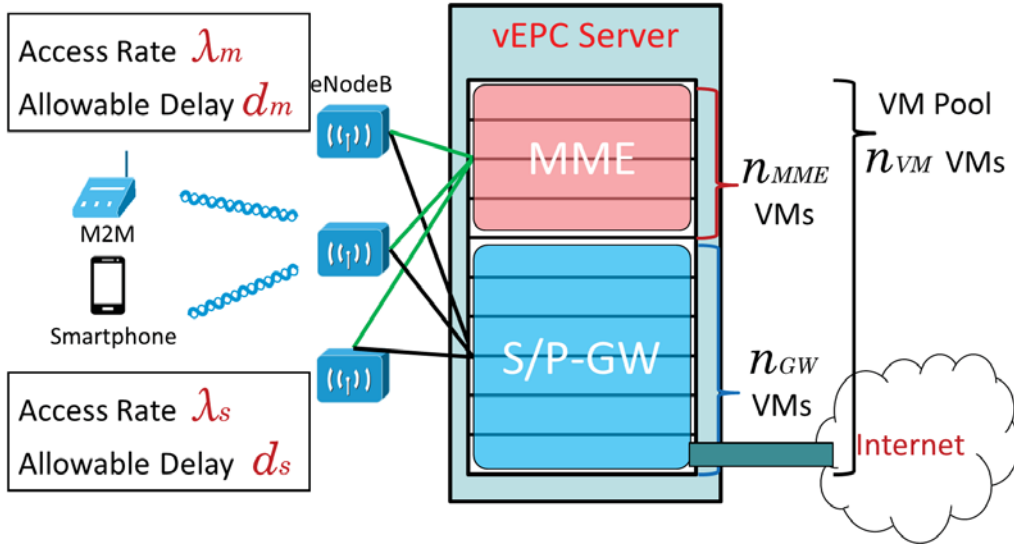 Access Rate λm
Allowable Delay dm
eNodeB
M2M
Smartphone
Access Rate λs
Allowable Delay ds
vEPC Server
MME
S/P-GW
nMME
VMs
nGW
VMs
VM Pool
nVM VMs
Internet